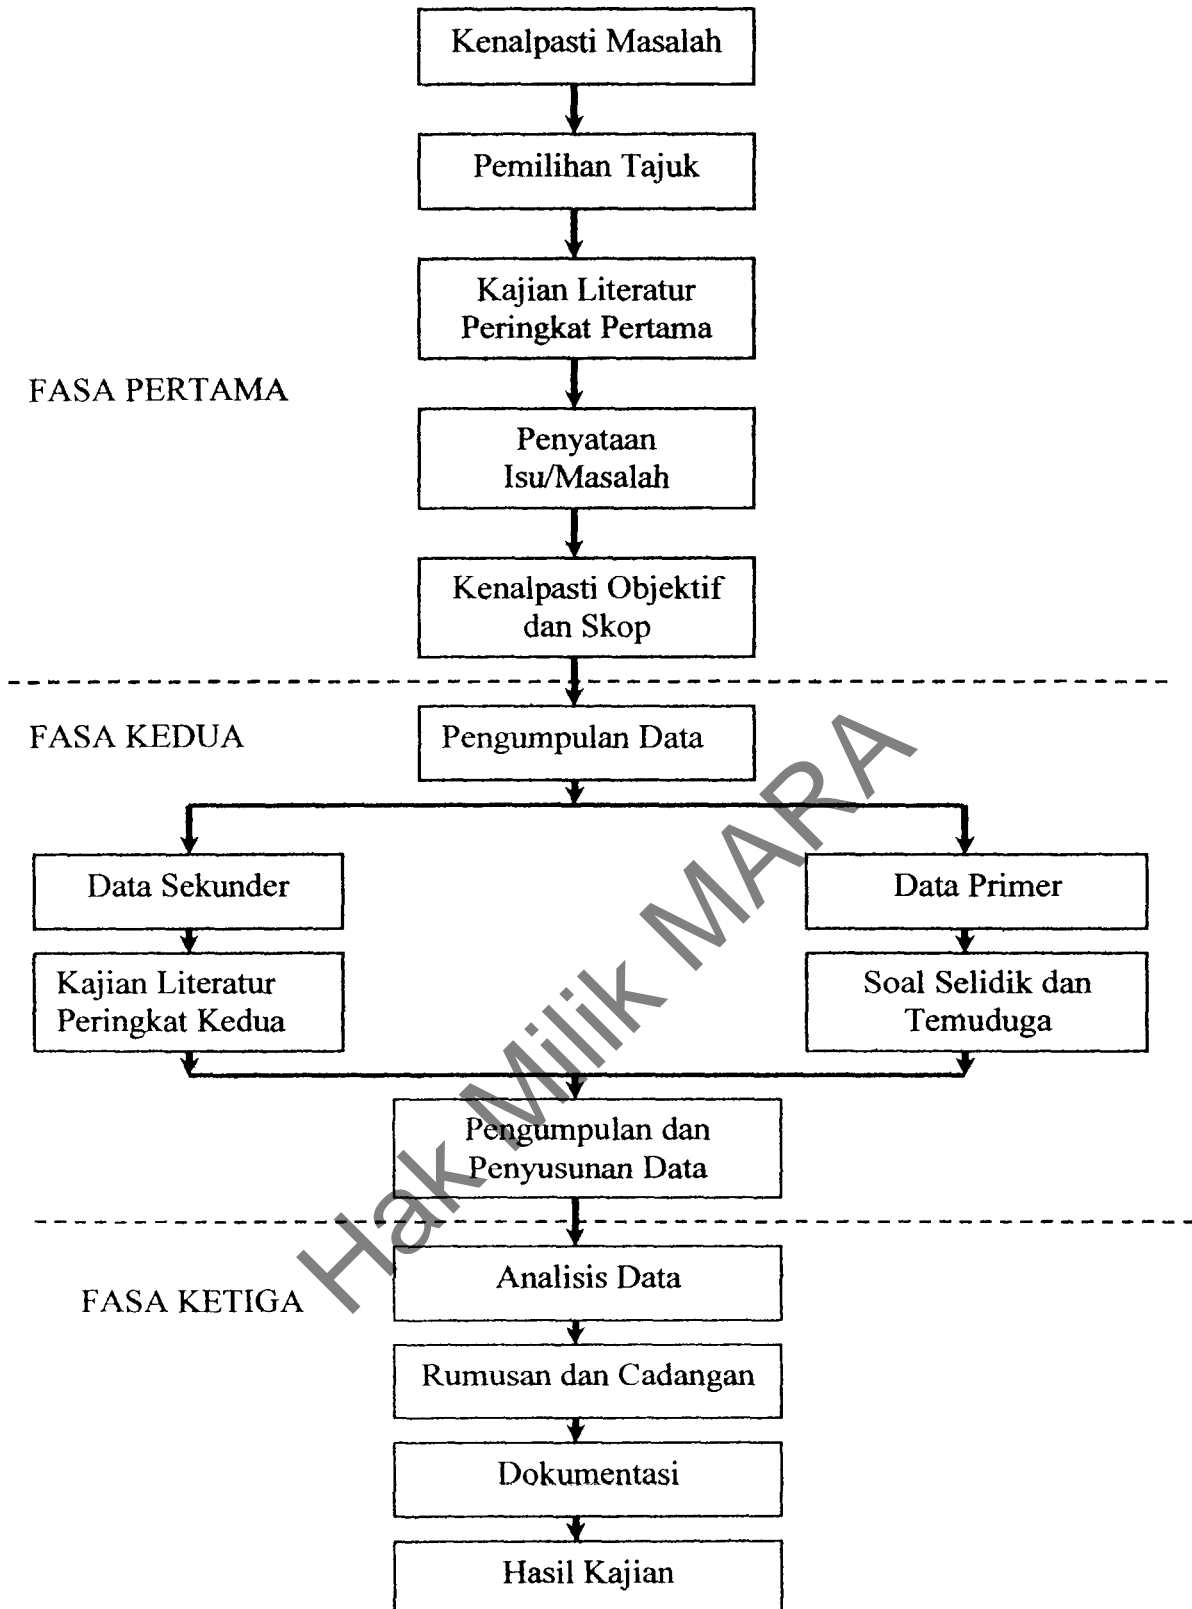 Kenalpasti Masalah
Pemilihan Tajuk
Kajian Literatur
Peringkat Pertama
FASA PERTAMA
Penyataan
Isu/Masalah
Kenalpasti Objektif
dan Skop
FASA KEDUA
Pengumpulan Data
Data Sekunder
Data Primer
Kajian Literatur
Peringkat Kedua
Soal Selidik dan
Temuduga
Pengumpulan dan
Penyusunan Data
Hak Milik MARA
Analisis Data
FASA KETIGA
Rumusan dan Cadangan
Dokumentasi
Hasil Kajian